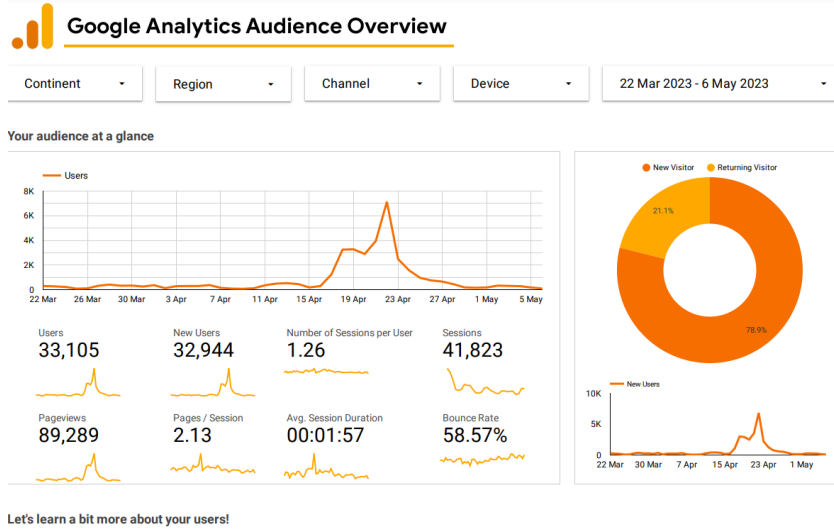 Google Analytics Audience Overview
Continent Region Channel Device 22 Mar 2023 - 6 May 2023
Your audience at a glance
Users
8K
6K
4K
2K
0
22 Mar 26 Mar 30 Mar 3 Apr 7 Apr 11 Apr 15 Apr 19 Apr 23 Apr 27 Apr 1 May 5 May
Users New Users Number of Sessions per User Sessions
33,105 32,944 1.26 41,823
Pageviews Pages / Session Avg. Session Duration Bounce Rate
89,289 2.13 00:01:57 58.57%
New Visitor Returning Visitor
21.1%
78.9%
New Users
10K
5K
0
22 Mar 30 Mar 7 Apr 15 Apr 23 Apr 1 May
Let's learn a bit more about your users!